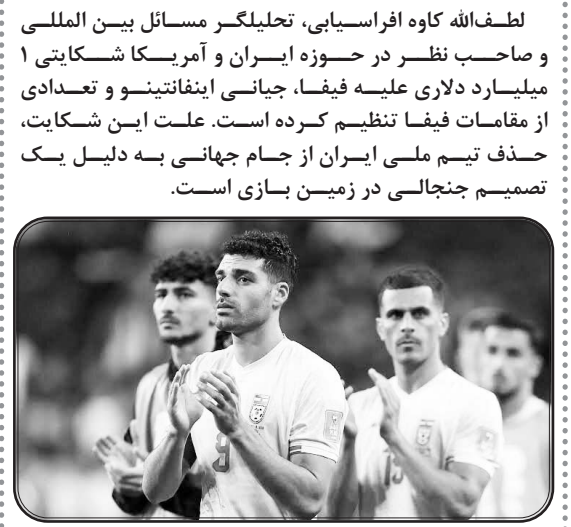 لطف‌الله کاوه افراسیابی، تحلیلگر مسائل بین المللی
و صاحب نظر در حوزه ایران و آمریکا شکایتی ۱
میلیارد دلاری علیه فیفا، جیانی اینفانتینو و تعدادی
از مقامات فیفا تنظیم کرده است. علت این شکایت،
حذف تیم ملی ایران از جام جهانی به دلیل یک
تصمیم جنجالی در زمین بازی است.
9